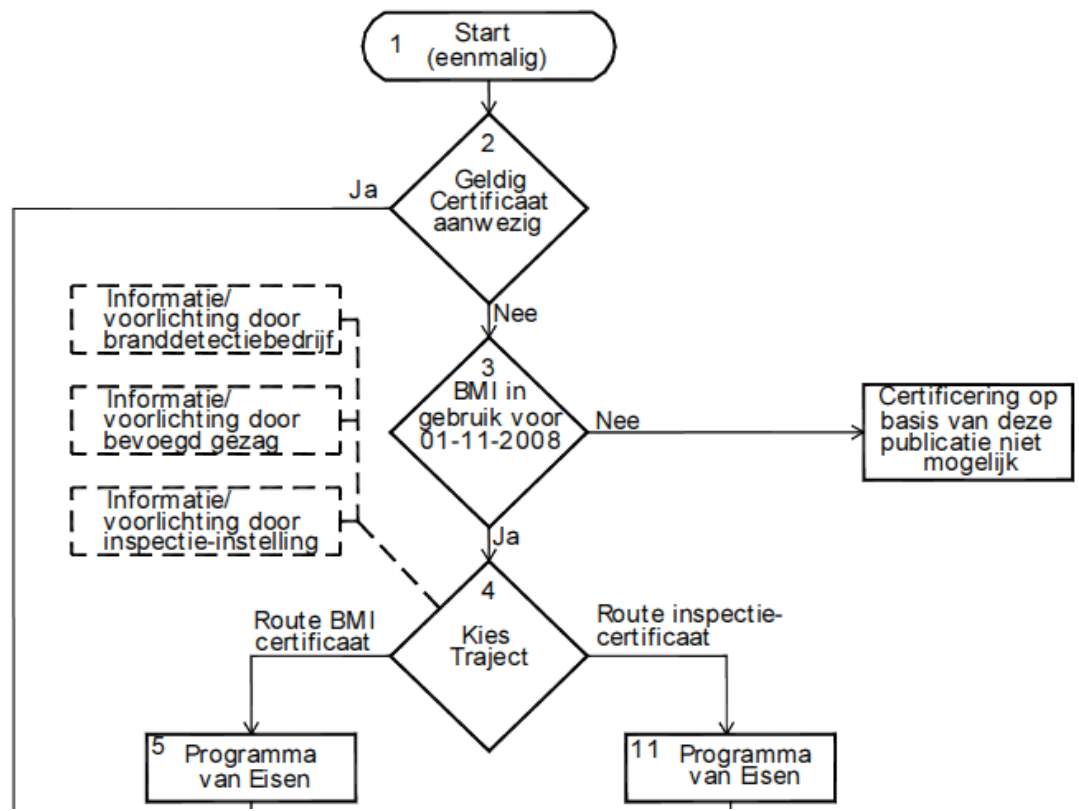 1
Start
(eenmalig)
2
Geldig
Certificaat
aanwezig
Ja
Nee
Informatie/
voorlichting door
branddetectiebedrijf
Informatie/
voorlichting door
bevoegd gezag
Informatie/
voorlichting door
inspectie-instelling
3
BMI in
gebruik voor
01-11-2008
Nee
Certificering op
basis van deze
publicatie niet
mogelijk
Ja
4
Kies
Traject
Route BMI
certificaat
Route inspectie-
certificaat
5 Programma
van Eisen
11 Programma
van Eisen